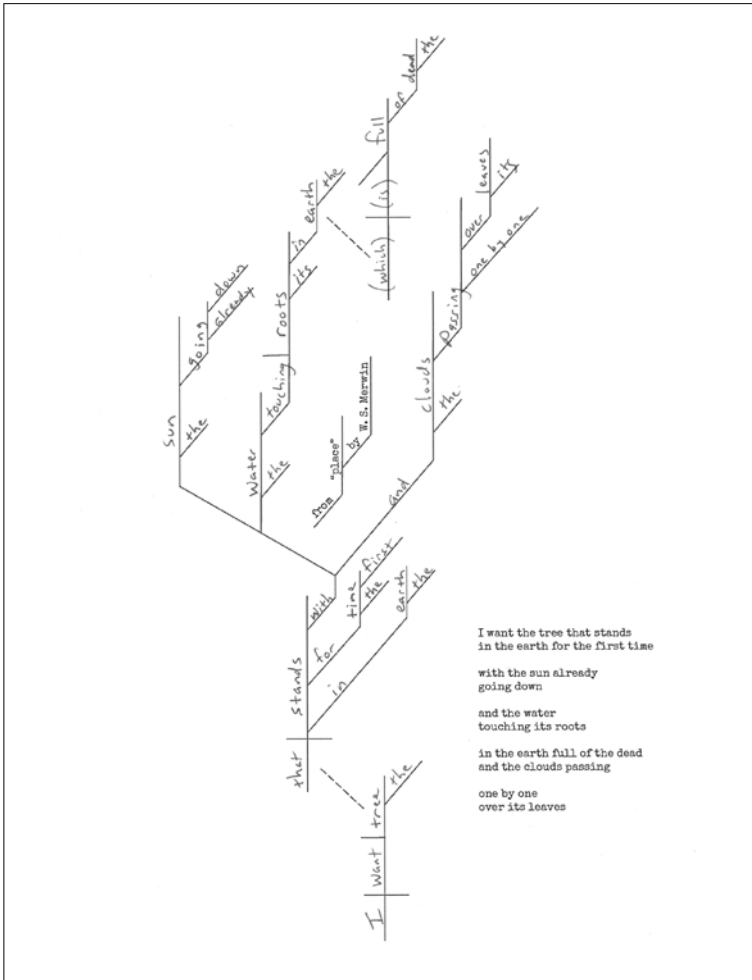 I want tree
the
that stands
in earth
the
for time
the first
with
Sun
the
going
already
down
Water
the
touching roots
its
in earth
the
(which) (is) full
of dead
the
and
clouds
the
passing
one by one
over leaves
its
from "place"
by W. S. Merwin
I want the tree that stands
in the earth for the first time
with the sun already
going down
and the water
touching its roots
in the earth full of the dead
and the clouds passing
one by one
over its leaves